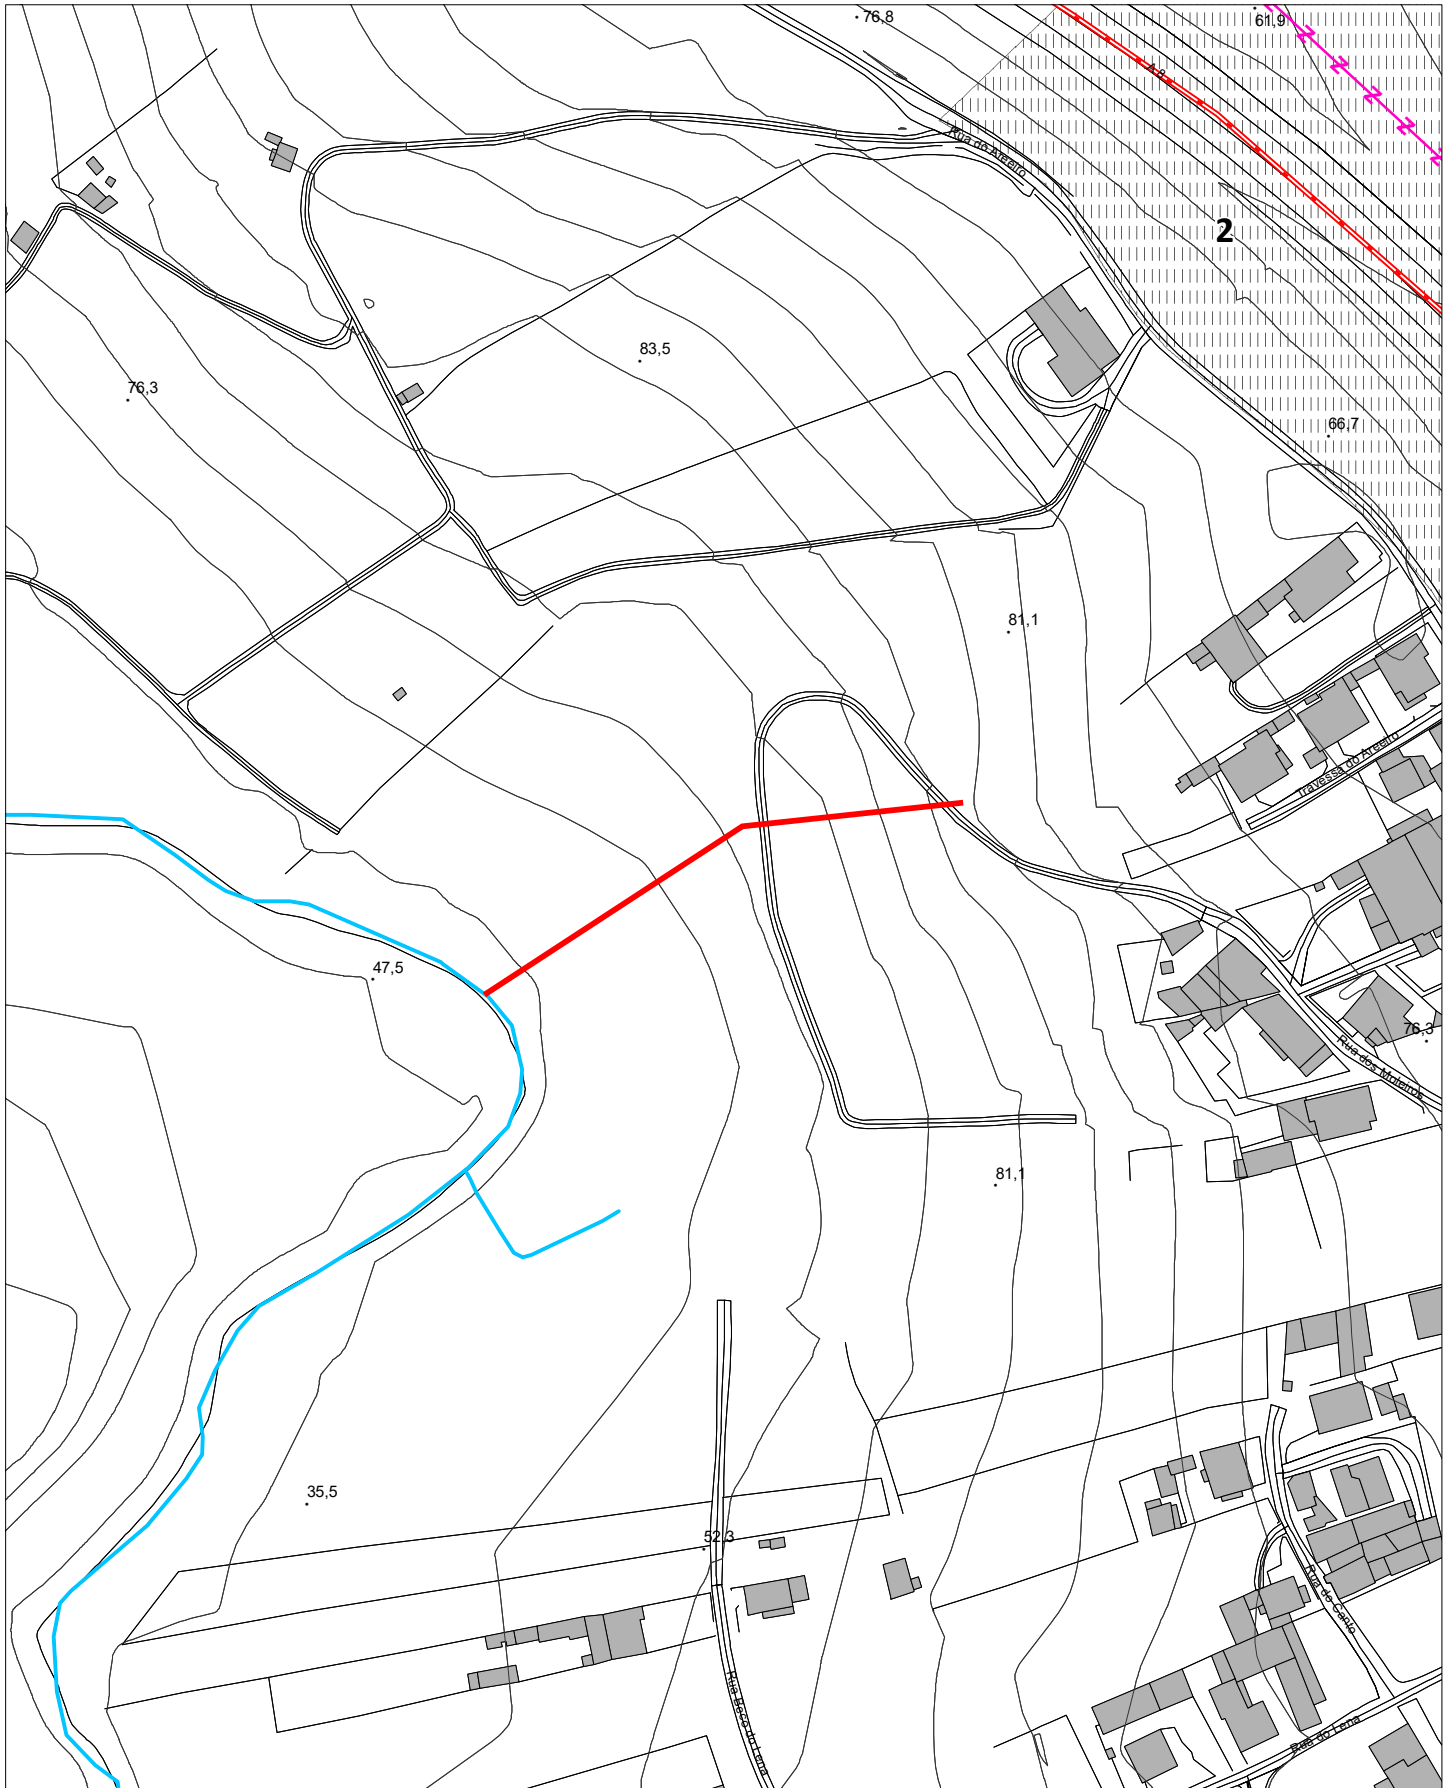 76,8
61,9
A 8
Rua do Areeiro
2
83,5
76,3
66,7
81,1
Travessa do Areeiro
47,5
76,3
Rua dos Moleiros
81,1
35,5
52,3
Rua do Canto
Rua Beco do Lena
Rua do Lena